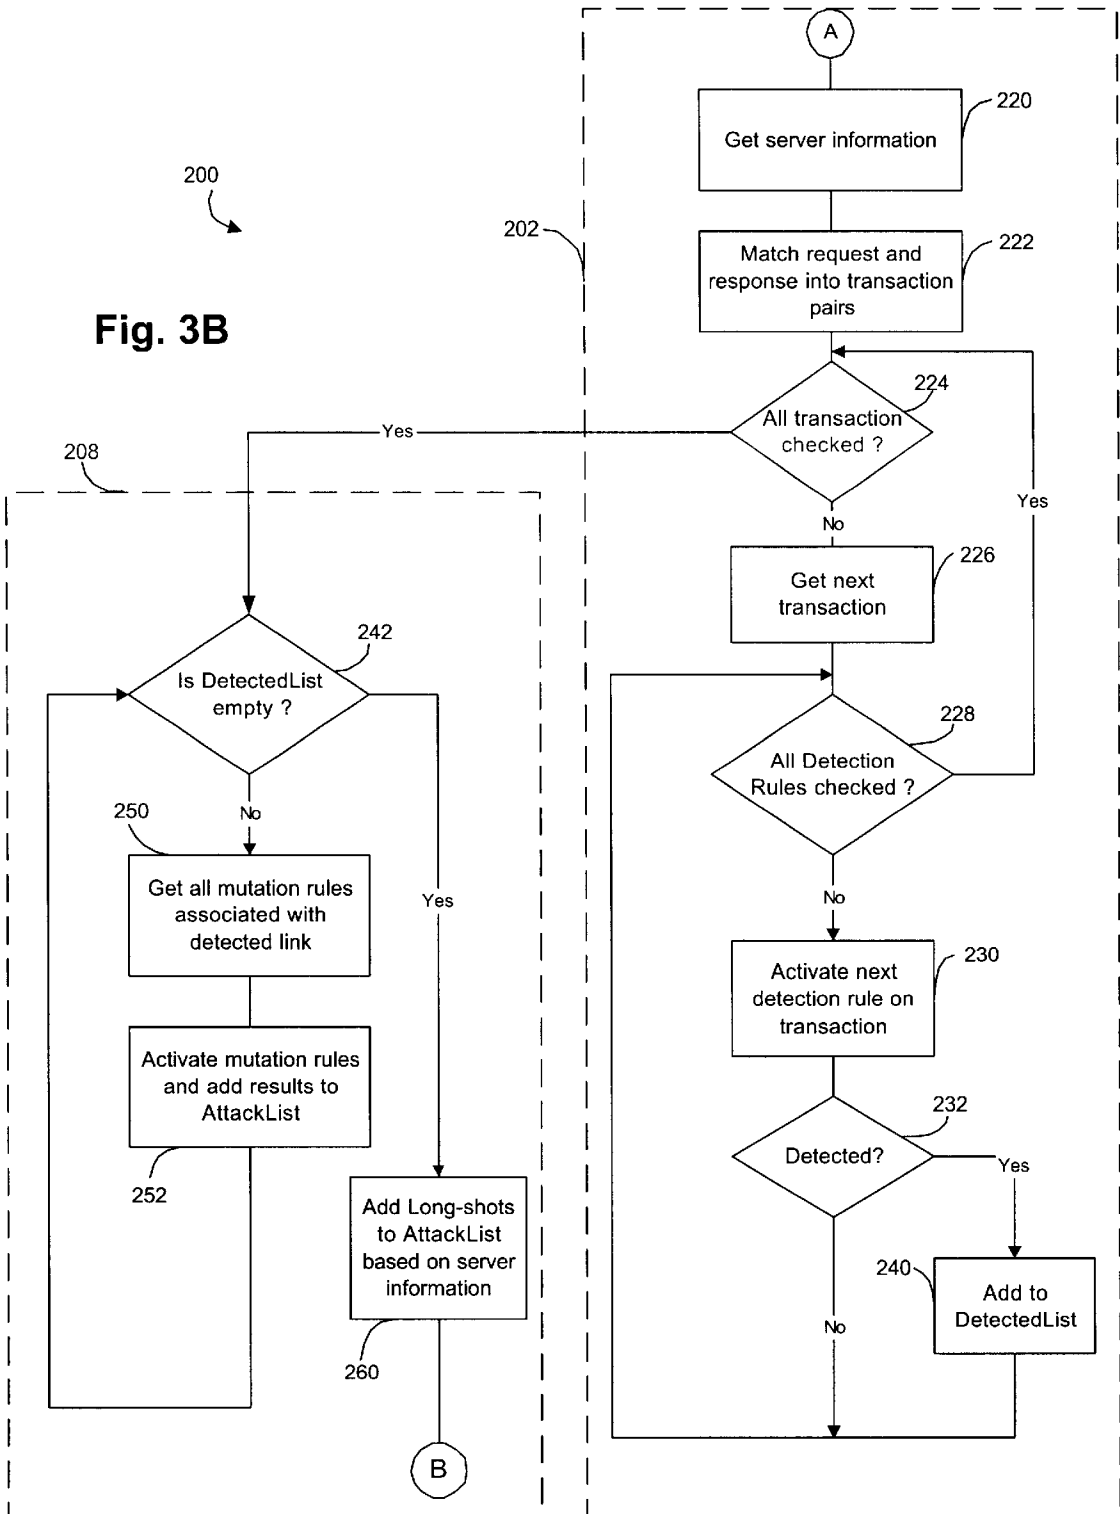 A
220
Get server information
200
202
222
Match request and
response into transaction
pairs
Fig. 3B
224
All transaction
checked ?
Yes
208
Yes
No
226
Get next
transaction
242
Is DetectedList
empty ?
228
All Detection
Rules checked ?
No
250
Get all mutation rules
associated with
detected link
Yes
No
230
Activate next
detection rule on
transaction
Activate mutation rules
and add results to
AttackList
252
232
Detected?
Yes
Add Long-shots
to AttackList
based on server
information
260
240
Add to
DetectedList
No
B